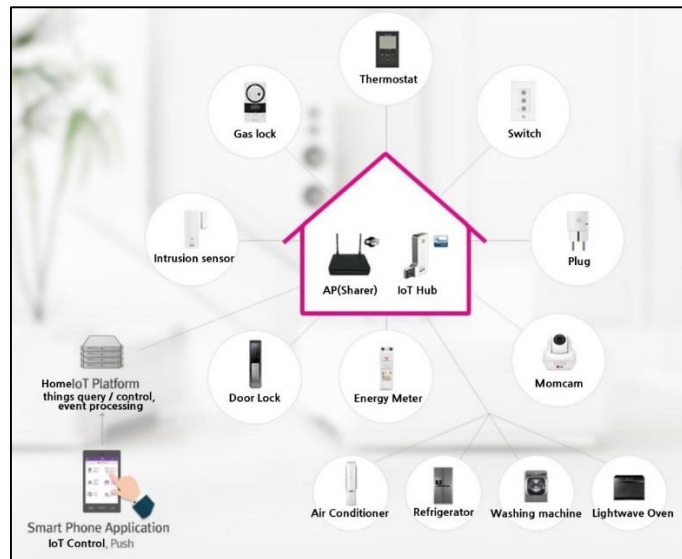 Thermostat
Gas lock
Switch
Intrusion sensor
AP(Sharer)
IoT Hub
Plug
HomeIoT Platform
things query / control,
event processing
Door Lock
Energy Meter
Momcam
Air Conditioner
Refrigerator
Washing machine
Lightwave Oven
Smart Phone Application
IoT Control, Push